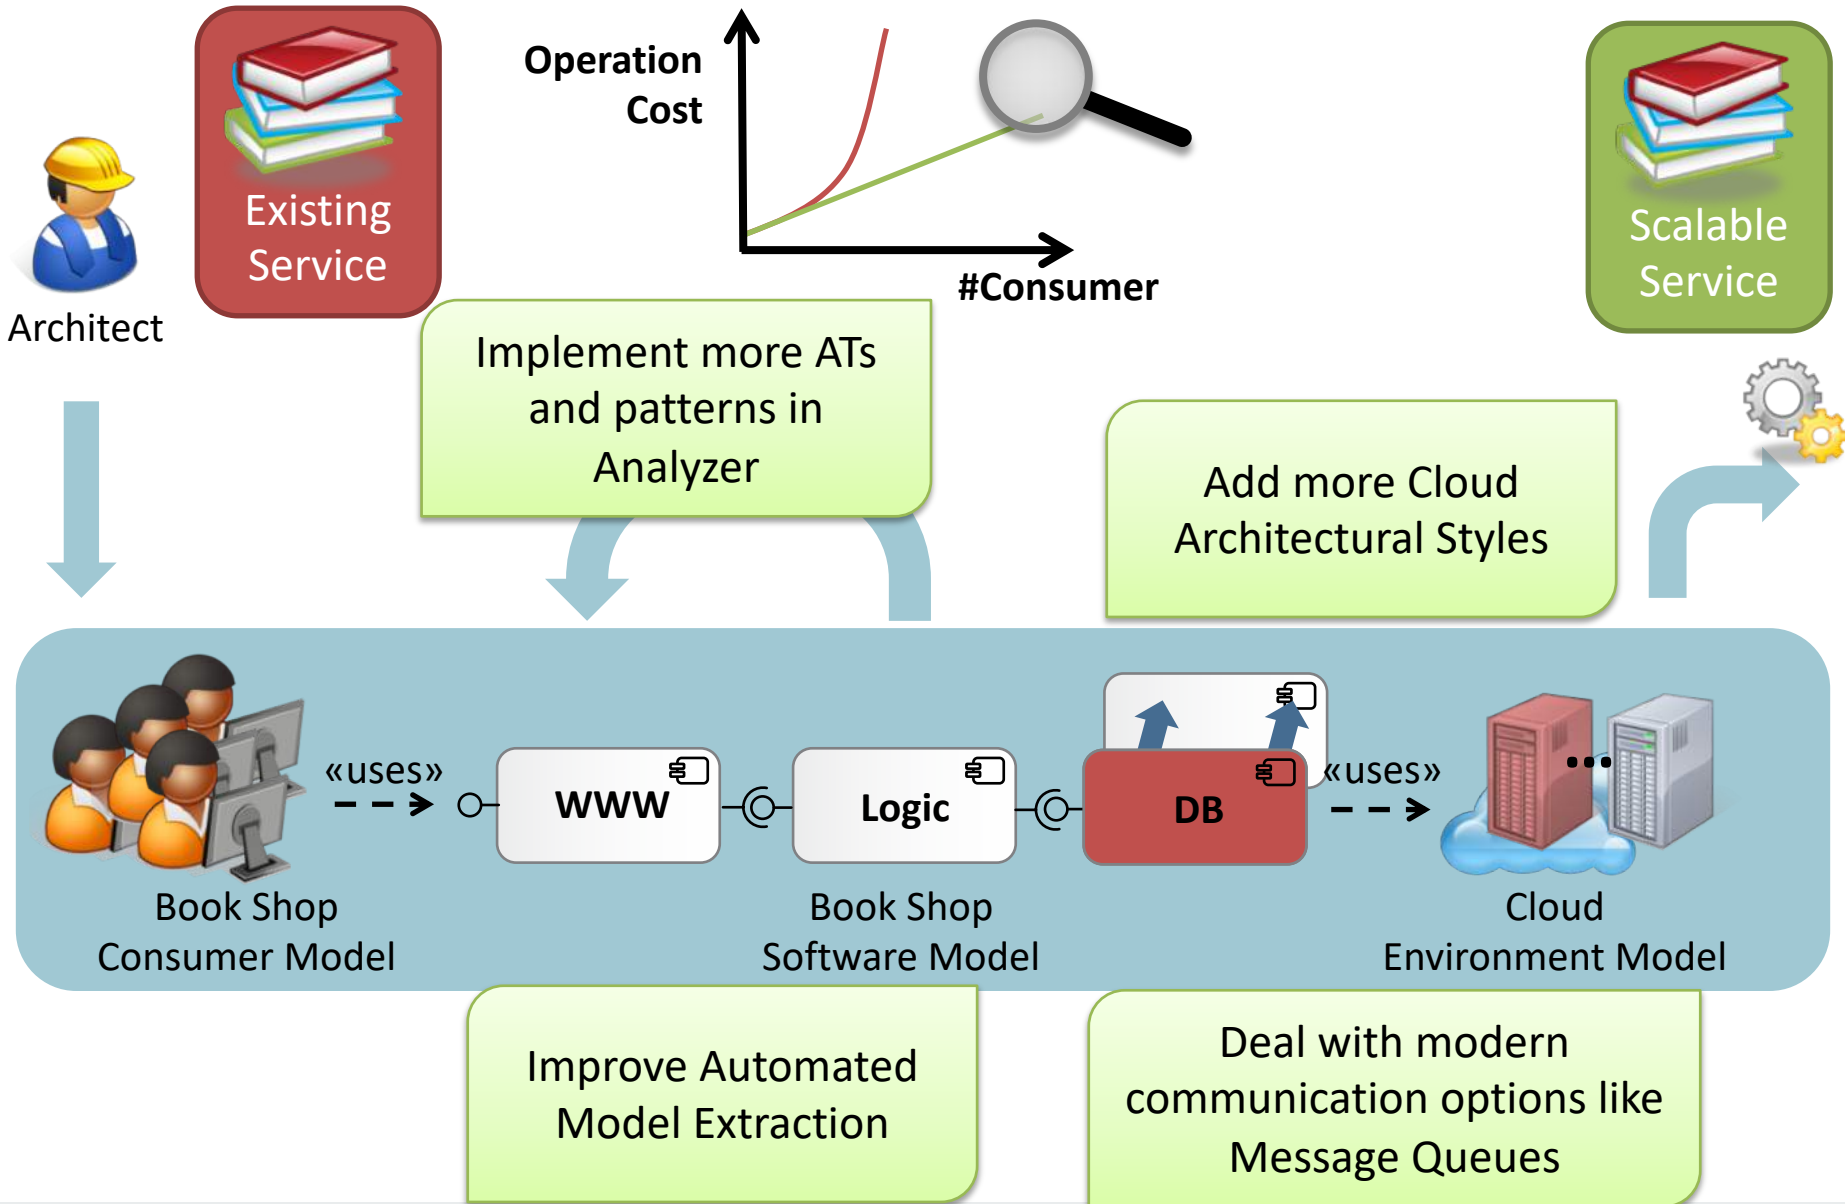 Operation
Cost
#Consumer
Existing
Service
Scalable
Service
Architect
Implement more ATs
and patterns in
Analyzer
Add more Cloud
Architectural Styles
«uses»
WWW
Logic
DB
«uses»
...
Book Shop
Consumer Model
Book Shop
Software Model
Cloud
Environment Model
Improve Automated
Model Extraction
Deal with modern
communication options like
Message Queues